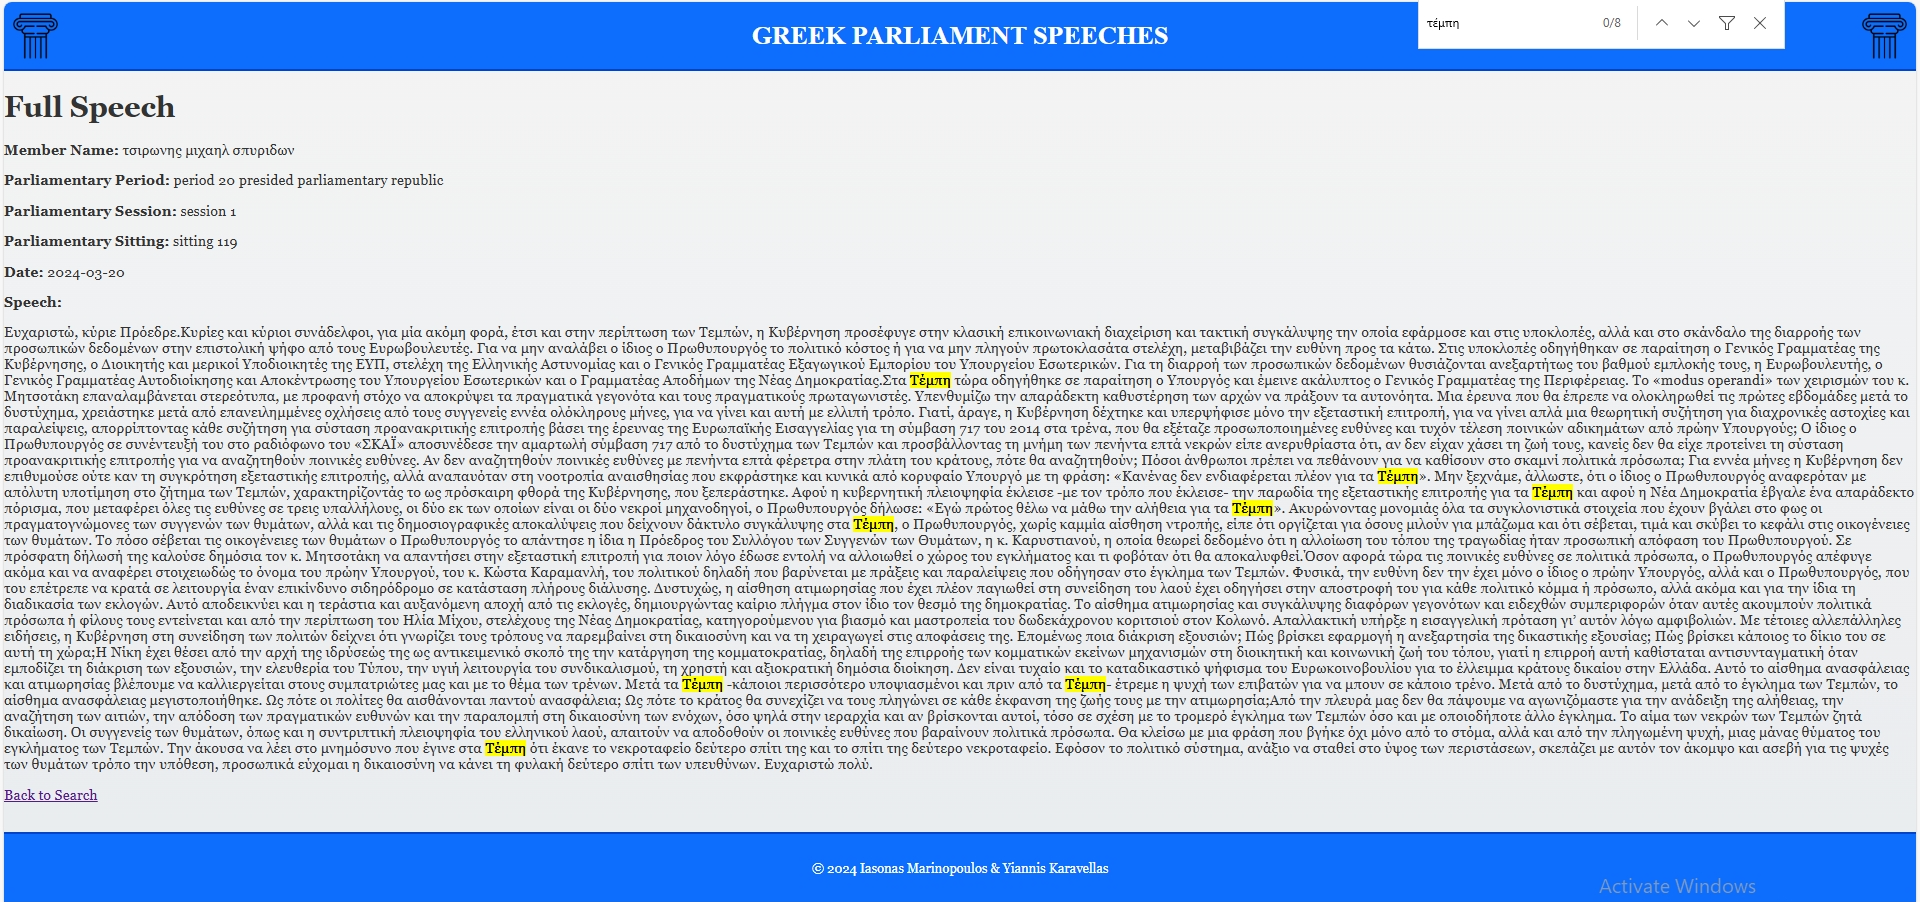 GREEK PARLIAMENT SPEECHES
τέμπη
0/8
Full Speech
Member Name: τσιρωνης μιχαηλ σπυριδων
Parliamentary Period: period 20 presided parliamentary republic
Parliamentary Session: session 1
Parliamentary Sitting: sitting 119
Date: 2024-03-20
Speech:
Ευχαριστώ, κύριε Πρόεδρε.Κυρίες και κύριοι συνάδελφοι, για μία ακόμη φορά, έτσι και στην περίπτωση των Τεμπών, η Κυβέρνηση προσέφυγε στην κλασική επικοινωνιακή διαχείριση και τακτική συγκάλυψης την οποία εφάρμοσε και στις υποκλοπές, αλλά και στο σκάνδαλο της διαρροής των
προσωπικών δεδομένων στην επιστολική ψήφο από τους Ευρωβουλευτές. Για να μην αναλάβει ο ίδιος ο Πρωθυπουργός το πολιτικό κόστος ή για να μην πληγούν πρωτοκλασάτα στελέχη, μεταβιβάζει την ευθύνη προς τα κάτω. Στις υποκλοπές οδηγήθηκαν σε παραίτηση ο Γενικός Γραμματέας της
Κυβέρνησης, ο Διοικητής και μερικοί Υποδιοικητές της ΕΥΠ, στελέχη της Ελληνικής Αστυνομίας και ο Γενικός Γραμματέας Εξαγωγικού Εμπορίου του Υπουργείου Εσωτερικών. Για τη διαρροή των προσωπικών δεδομένων θυσιάζονται ανεξαρτήτως του βαθμού εμπλοκής τους, η Ευρωβουλευτής, ο
Γενικός Γραμματέας Αυτοδιοίκησης και Αποκέντρωσης του Υπουργείου Εσωτερικών και ο Γραμματέας Αποδήμων της Νέας Δημοκρατίας.Στα Τέμπη τώρα οδηγήθηκε σε παραίτηση ο Υπουργός και έμεινε ακάλυπτος ο Γενικός Γραμματέας της Περιφέρειας. Το «modus operandi» των χειρισμών του κ.
Μητσοτάκη επαναλαμβάνεται στερεότυπα, με προφανή στόχο να αποκρύψει τα πραγματικά γεγονότα και τους πραγματικούς πρωταγωνιστές. Υπενθυμίζω την απαράδεκτη καθυστέρηση των αρχών να πράξουν τα αυτονόητα. Μια έρευνα που θα έπρεπε να ολοκληρωθεί τις πρώτες εβδομάδες μετά το
δυστύχημα, χρειάστηκε μετά από επανειλημμένες οχλήσεις από τους συγγενείς εννέα ολόκληρους μήνες, για να γίνει και αυτή με ελλιπή τρόπο. Γιατί, άραγε, η Κυβέρνηση δέχτηκε και υπερψήφισε μόνο την εξεταστική επιτροπή, για να γίνει απλά μια θεωρητική συζήτηση για διαχρονικές αστοχίες και
παραλείψεις, απορρίπτοντας κάθε συζήτηση για σύσταση προανακριτικής επιτροπής βάσει της έρευνας της Ευρωπαϊκής Εισαγγελίας για τη σύμβαση 717 του 2014 στα τρένα, που θα εξέταζε προσωποποιημένες ευθύνες και τυχόν τέλεση ποινικών αδικημάτων από πρώην Υπουργούς; Ο ίδιος ο
Πρωθυπουργός σε συνέντευξή του στο ραδιόφωνο του «ΣΚΑΪ» αποσυνέδεσε την αμαρτωλή σύμβαση 717 από το δυστύχημα των Τεμπών και προσβάλλοντας τη μνήμη των πενήντα επτά νεκρών είπε ανερυθρίαστα ότι, αν δεν είχαν χάσει τη ζωή τους, κανείς δεν θα είχε προτείνει τη σύσταση
προανακριτικής επιτροπής για να αναζητηθούν ποινικές ευθύνες. Αν δεν αναζητηθούν ποινικές ευθύνες με πενήντα επτά φέρετρα στην πλάτη του κράτους, πότε θα αναζητηθούν; Πόσοι άνθρωποι πρέπει να πεθάνουν για να καθίσουν στο σκαμνί πολιτικά πρόσωπα; Για εννέα μήνες η Κυβέρνηση δεν
επιθυμούσε ούτε καν τη συγκρότηση εξεταστικής επιτροπής, αλλά αναπαυόταν στη νοοτροπία αναισθησίας που εκφράστηκε και κυνικά από κορυφαίο Υπουργό με τη φράση: «Κανένας δεν ενδιαφέρεται πλέον για τα Τέμπη». Μην ξεχνάμε, άλλωστε, ότι ο ίδιος ο Πρωθυπουργός αναφερόταν με
απόλυτη υποτίμηση στο ζήτημα των Τεμπών, χαρακτηρίζοντάς το ως πρόσκαιρη φθορά της Κυβέρνησης, που ξεπεράστηκε. Αφού η κυβερνητική πλειοψηφία έκλεισε -με τον τρόπο που έκλεισε- την παρωδία της εξεταστικής επιτροπής για τα Τέμπη και αφού η Νέα Δημοκρατία έβγαλε ένα απαράδεκτο
πόρισμα, που μεταφέρει όλες τις ευθύνες σε τρεις υπαλλήλους, οι δύο εκ των οποίων είναι οι δύο νεκροί μηχανοδηγοί, ο Πρωθυπουργός δήλωσε: «Εγώ πρώτος θέλω να μάθω την αλήθεια για τα Τέμπη». Ακυρώνοντας μονομιάς όλα τα συγκλονιστικά στοιχεία που έχουν βγάλει στο φως οι
πραγματογνώμονες των συγγενών των θυμάτων, αλλά και τις δημοσιογραφικές αποκαλύψεις που δείχνουν δάκτυλο συγκάλυψης στα Τέμπη, ο Πρωθυπουργός, χωρίς καμμία αίσθηση ντροπής, είπε ότι οργίζεται για όσους μιλούν για μπάζωμα και ότι σέβεται, τιμά και σκύβει το κεφάλι στις οικογένειες
των θυμάτων. Το πόσο σέβεται τις οικογένειες των θυμάτων ο Πρωθυπουργός το απάντησε η ίδια η Πρόεδρος του Συλλόγου των Συγγενών των Θυμάτων, η κ. Καρυστιανού, η οποία θεωρεί δεδομένο ότι η αλλοίωση του τόπου της τραγωδίας ήταν προσωπική απόφαση του Πρωθυπουργού. Σε
πρόσφατη δήλωσή της καλούσε δημόσια τον κ. Μητσοτάκη να απαντήσει στην εξεταστική επιτροπή για ποιον λόγο έδωσε εντολή να αλλοιωθεί ο χώρος του εγκλήματος και τι φοβόταν ότι θα αποκαλυφθεί.Όσον αφορά τώρα τις ποινικές ευθύνες σε πολιτικά πρόσωπα, ο Πρωθυπουργός απέφυγε
ακόμα και να αναφέρει στοιχειωδώς το όνομα του πρώην Υπουργού, του κ. Κώστα Καραμανλή, του πολιτικού δηλαδή που βαρύνεται με πράξεις και παραλείψεις που οδήγησαν στο έγκλημα των Τεμπών. Φυσικά, την ευθύνη δεν την έχει μόνο ο ίδιος ο πρώην Υπουργός, αλλά και ο Πρωθυπουργός, που
του επέτρεπε να κρατά σε λειτουργία έναν επικίνδυνο σιδηρόδρομο σε κατάσταση πλήρους διάλυσης. Δυστυχώς, η αίσθηση ατιμωρησίας που έχει πλέον παγιωθεί στη συνείδηση του λαού έχει οδηγήσει στην αποστροφή του για κάθε πολιτικό κόμμα ή πρόσωπο, αλλά ακόμα και για την ίδια τη
διαδικασία των εκλογών. Αυτό αποδεικνύει και η τεράστια και αυξανόμενη αποχή από τις εκλογές, δημιουργώντας καίριο πλήγμα στον ίδιο τον θεσμό της δημοκρατίας. Το αίσθημα ατιμωρησίας και συγκάλυψης διαφόρων γεγονότων και ειδεχθών συμπεριφορών όταν αυτές ακουμπούν πολιτικά
πρόσωπα ή φίλους τους εντείνεται και από την περίπτωση του Ηλία Μίχου, στελέχους της Νέας Δημοκρατίας, κατηγορούμενου για βιασμό και μαστροπεία του δωδεκάχρονου κοριτσιού στον Κολωνό. Απαλλακτική υπήρξε η εισαγγελική πρόταση γι’ αυτόν λόγω αμφιβολιών. Με τέτοιες αλλεπάλληλες
ειδήσεις, η Κυβέρνηση στη συνείδηση των πολιτών δείχνει ότι γνωρίζει τους τρόπους να παρεμβαίνει στη δικαιοσύνη και να τη χειραγωγεί στις αποφάσεις της. Επομένως ποια διάκριση εξουσιών; Πώς βρίσκει εφαρμογή η ανεξαρτησία της δικαστικής εξουσίας; Πώς βρίσκει κάποιος το δίκιο του σε
αυτή τη χώρα;Η Νίκη έχει θέσει από την αρχή της ιδρύσεώς της ως αντικειμενικό σκοπό της την κατάργηση της κομματοκρατίας, δηλαδή της επιρροής των κομματικών εκείνων μηχανισμών στη διοικητική και κοινωνική ζωή του τόπου, γιατί η επιρροή αυτή καθίσταται αντισυνταγματική όταν
εμποδίζει τη διάκριση των εξουσιών, την ελευθερία του Τύπου, την υγιή λειτουργία του συνδικαλισμού, τη χρηστή και αξιοκρατική δημόσια διοίκηση. Δεν είναι τυχαίο και το καταδικαστικό ψήφισμα του Ευρωκοινοβουλίου για το έλλειμμα κράτους δικαίου στην Ελλάδα. Αυτό το αίσθημα ανασφάλειας
και ατιμωρησίας βλέπουμε να καλλιεργείται στους συμπατριώτες μας και με το θέμα των τρένων. Μετά τα Τέμπη -κάποιοι περισσότερο υποψιασμένοι και πριν από τα Τέμπη- έτρεμε η ψυχή των επιβατών για να μπουν σε κάποιο τρένο. Μετά από το δυστύχημα, μετά από το έγκλημα των Τεμπών, το
αίσθημα ανασφάλειας μεγιστοποιήθηκε. Ως πότε οι πολίτες θα αισθάνονται παντού ανασφάλεια; Ως πότε το κράτος θα συνεχίζει να τους πληγώνει σε κάθε έκφανση της ζωής τους με την ατιμωρησία;Από την πλευρά μας δεν θα πάψουμε να αγωνιζόμαστε για την ανάδειξη της αλήθειας, την
αναζήτηση των αιτιών, την απόδοση των πραγματικών ευθυνών και την παραπομπή στη δικαιοσύνη των ενόχων, όσο ψηλά στην ιεραρχία και αν βρίσκονται αυτοί, τόσο σε σχέση με το τρομερό έγκλημα των Τεμπών όσο και με οποιοδήποτε άλλο έγκλημα. Το αίμα των νεκρών των Τεμπών ζητά
δικαίωση. Οι συγγενείς των θυμάτων, όπως και η συντριπτική πλειοψηφία του ελληνικού λαού, απαιτούν να αποδοθούν οι ποινικές ευθύνες που βαραίνουν πολιτικά πρόσωπα. Θα κλείσω με μια φράση που βγήκε όχι μόνο από το στόμα, αλλά και από την πληγωμένη ψυχή, μιας μάνας θύματος του
εγκλήματος των Τεμπών. Την άκουσα να λέει στο μνημόσυνο που έγινε στα Τέμπη ότι έκανε το νεκροταφείο δεύτερο σπίτι της και το σπίτι της δεύτερο νεκροταφείο. Εφόσον το πολιτικό σύστημα, ανάξιο να σταθεί στο ύψος των περιστάσεων, σκεπάζει με αυτόν τον άκομψο και ασεβή για τις ψυχές
των θυμάτων τρόπο την υπόθεση, προσωπικά εύχομαι η δικαιοσύνη να κάνει τη φυλακή δεύτερο σπίτι των υπευθύνων. Ευχαριστώ πολύ.
Back to Search
© 2024 Iasonas Marinopoulos & Yiannis Karavellas
Activate Windows